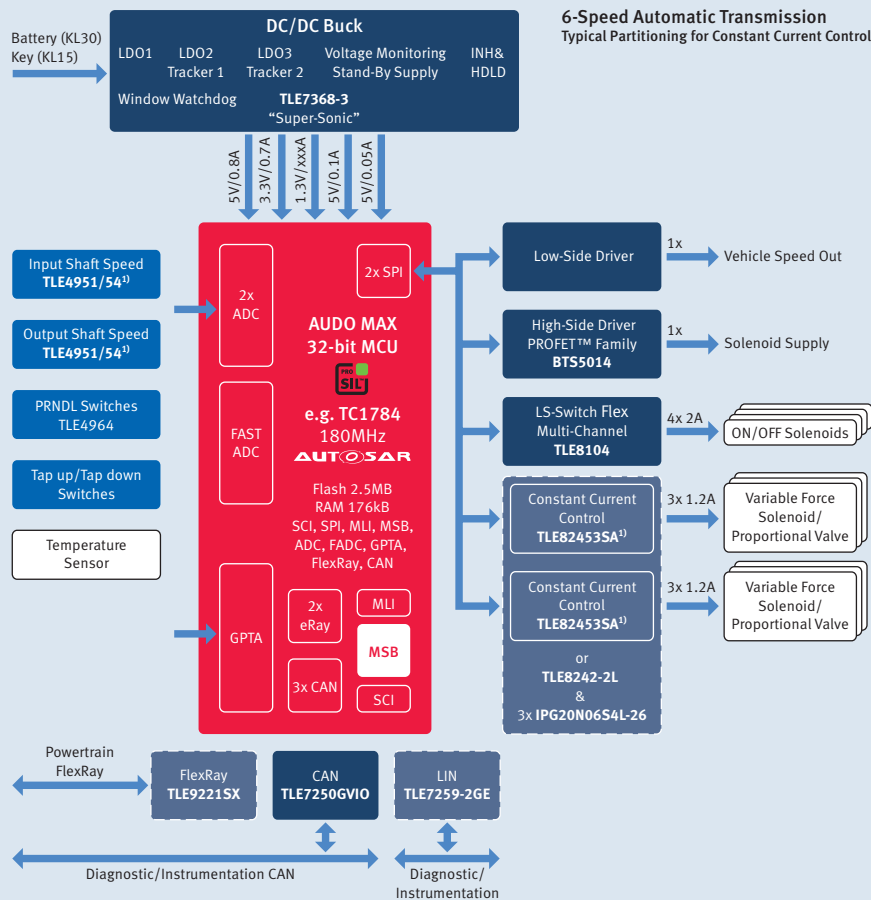 6-Speed Automatic Transmission
Typical Partitioning for Constant Current Control
Battery (KL30)
Key (KL15)
DC/DC Buck
LDO1
LDO2
Tracker 1
LDO3
Tracker 2
Voltage Monitoring
Stand-By Supply
INH&
HDLD
Window Watchdog
TLE7368-3
“Super-Sonic”
5V/0.8A
3.3V/0.7A
1.3V/xxxA
5V/0.1A
5V/0.05A
Input Shaft Speed
TLE4951/54¹⁾
Output Shaft Speed
TLE4951/54¹⁾
PRNDL Switches
TLE4964
Tap up/Tap down
Switches
Temperature
Sensor
2x
ADC
2x SPI
AUDO MAX
32-bit MCU
PRO
SIL
e.g. TC1784
180MHz
AUTOSAR
FAST
ADC
Flash 2.5MB
RAM 176kB
SCI, SPI, MLI, MSB,
ADC, FADC, GPTA,
FlexRay, CAN
GPTA
2x
eRay
MLI
MSB
3x CAN
SCI
Low-Side Driver
1x
Vehicle Speed Out
High-Side Driver
PROFET™ Family
BTS5014
1x
Solenoid Supply
LS-Switch Flex
Multi-Channel
TLE8104
4x 2A
ON/OFF Solenoids
Constant Current
Control
TLE82453SA¹⁾
3x 1.2A
Variable Force
Solenoid/
Proportional Valve
Constant Current
Control
TLE82453SA¹⁾
3x 1.2A
Variable Force
Solenoid/
Proportional Valve
or
TLE8242-2L
&
3x IPG20N06S4L-26
Powertrain
FlexRay
FlexRay
TLE9221SX
CAN
TLE7250GVIO
LIN
TLE7259-2GE
Diagnostic/Instrumentation CAN
Diagnostic/
Instrumentation